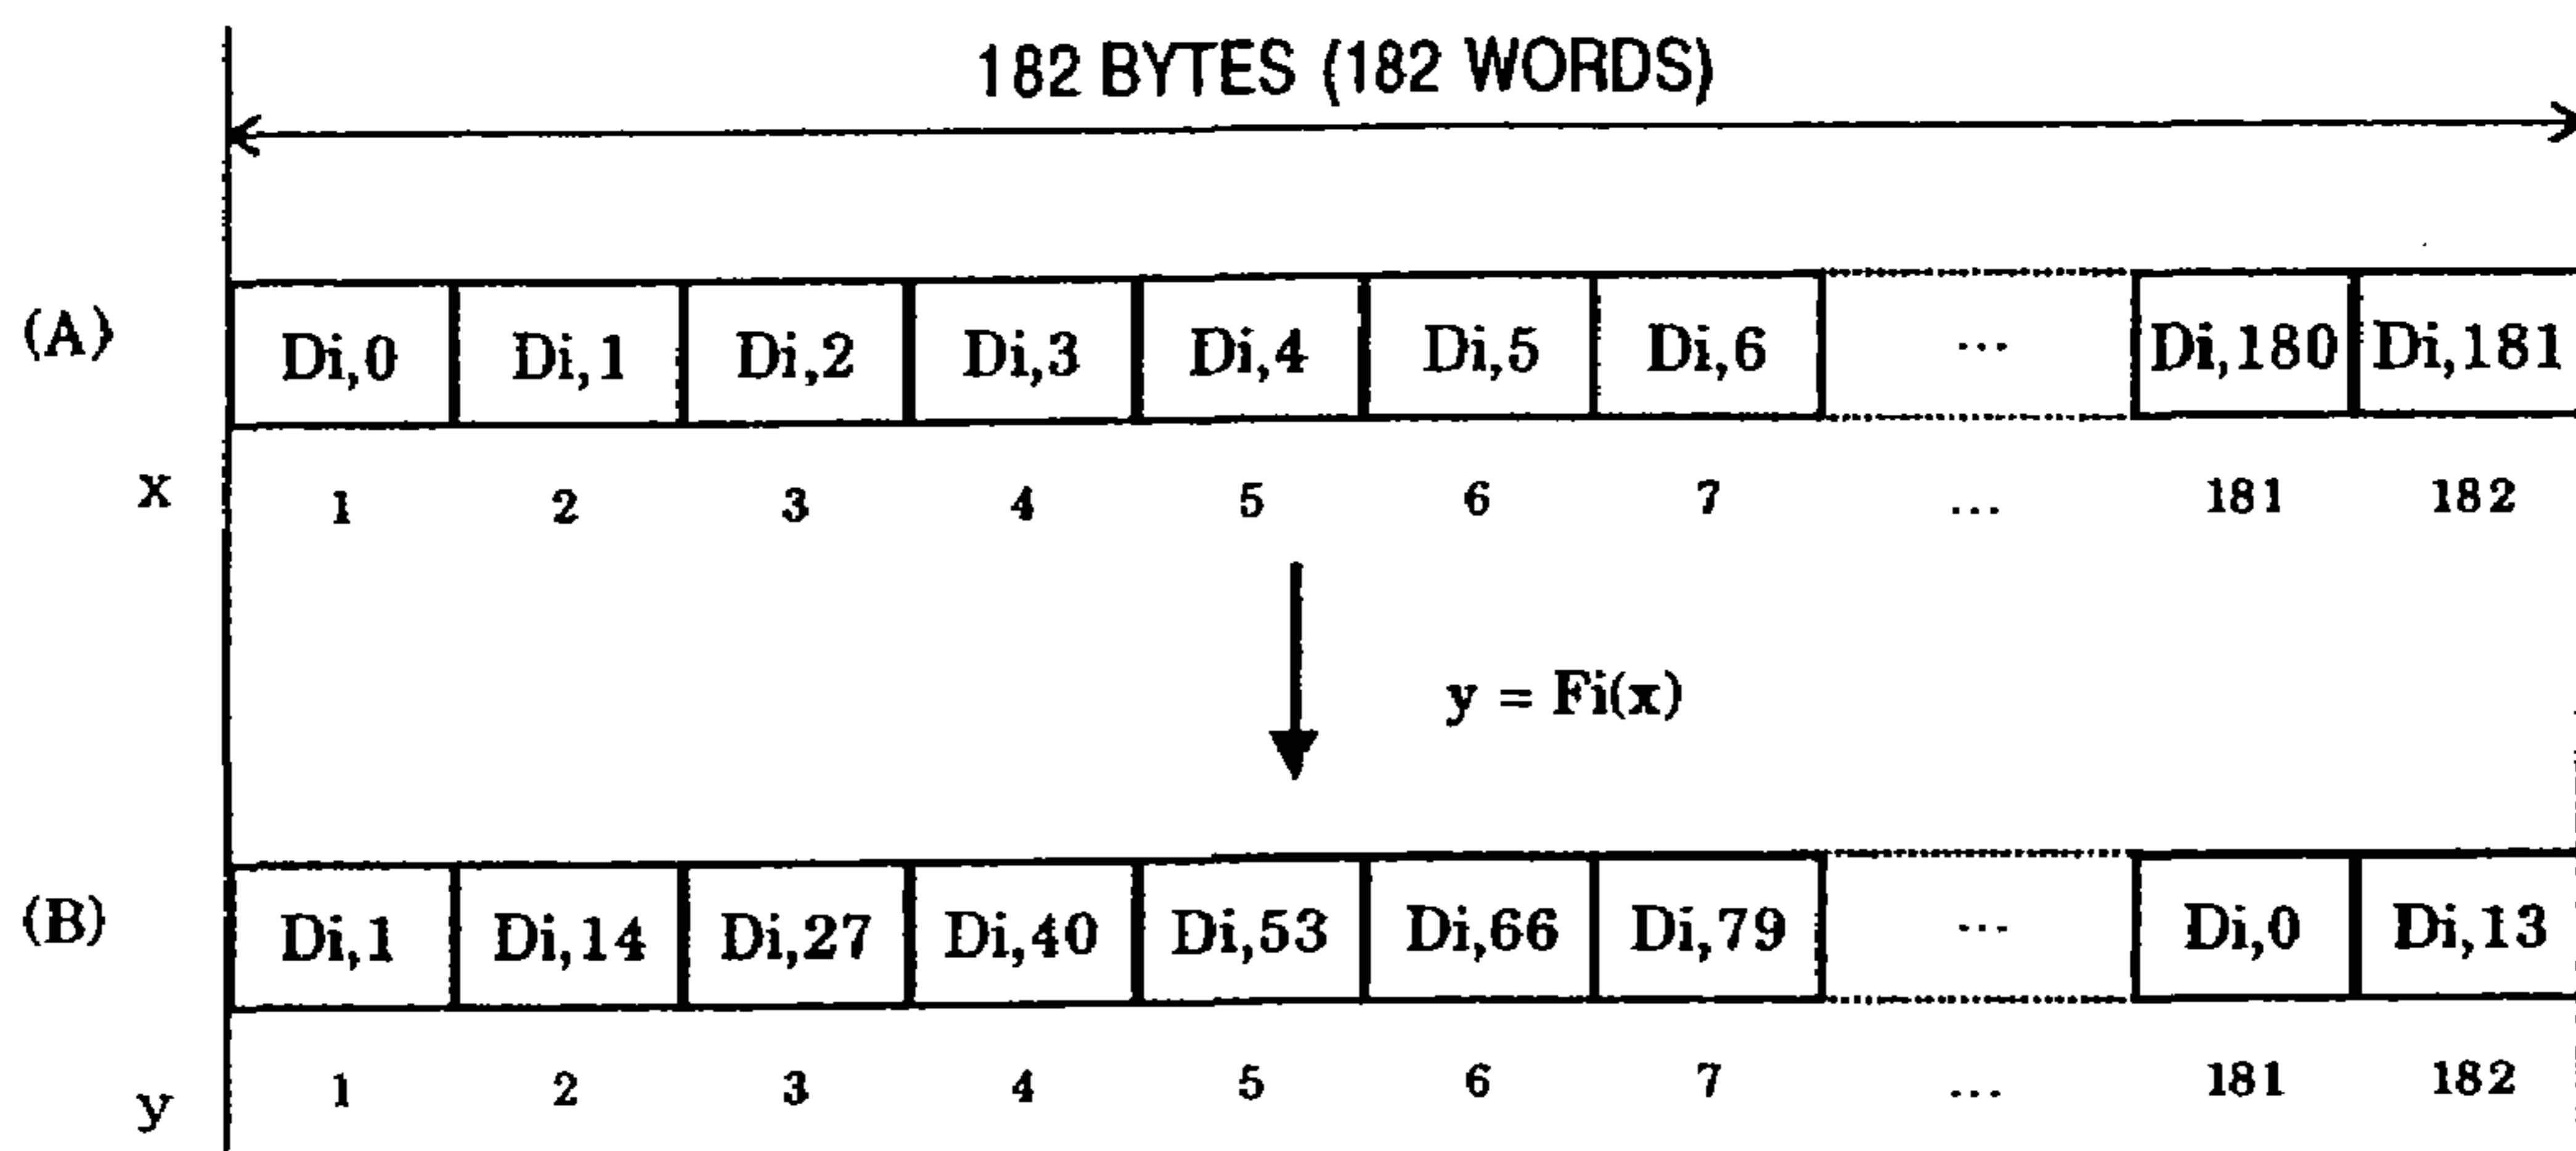 182 BYTES (182 WORDS)
(A) Di,0 Di,1 Di,2 Di,3 Di,4 Di,5 Di,6 ... Di,180 Di,181
x 1 2 3 4 5 6 7 ... 181 182
y = Fi(x)
(B) Di,1 Di,14 Di,27 Di,40 Di,53 Di,66 Di,79 ... Di,0 Di,13
y 1 2 3 4 5 6 7 ... 181 182